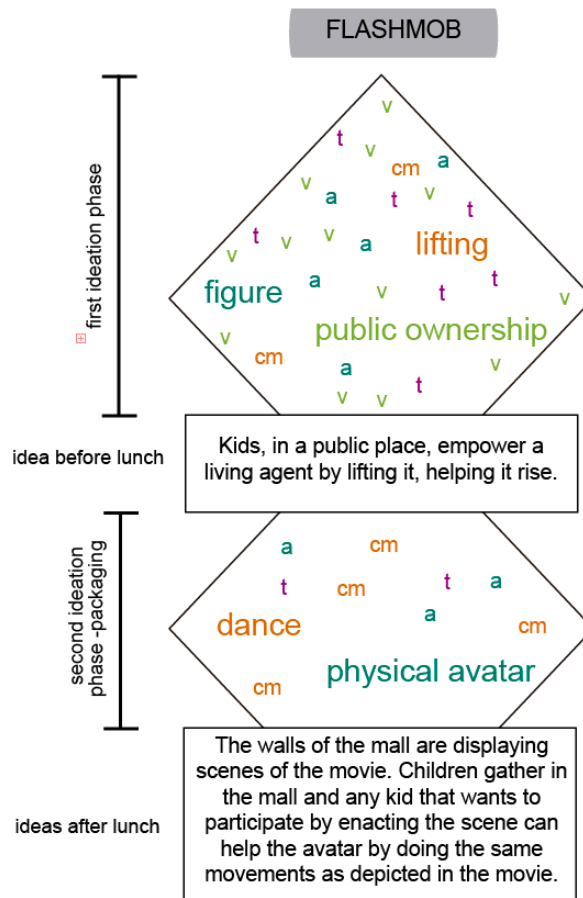 FLASHMOB
v
t
v
cm
a
v
a
t
v
t
t
v
v
v
a
lifting
figure
a
v
t
t
v
public ownership
v
cm
a
v
t
v
v
first ideation phase
idea before lunch
Kids, in a public place, empower a
living agent by lifting it, helping it rise.
a
cm
t
cm
t
a
a
dance
cm
physical avatar
cm
second ideation
phase -packaging
ideas after lunch
The walls of the mall are displaying
scenes of the movie. Children gather in
the mall and any kid that wants to
participate by enacting the scene can
help the avatar by doing the same
movements as depicted in the movie.